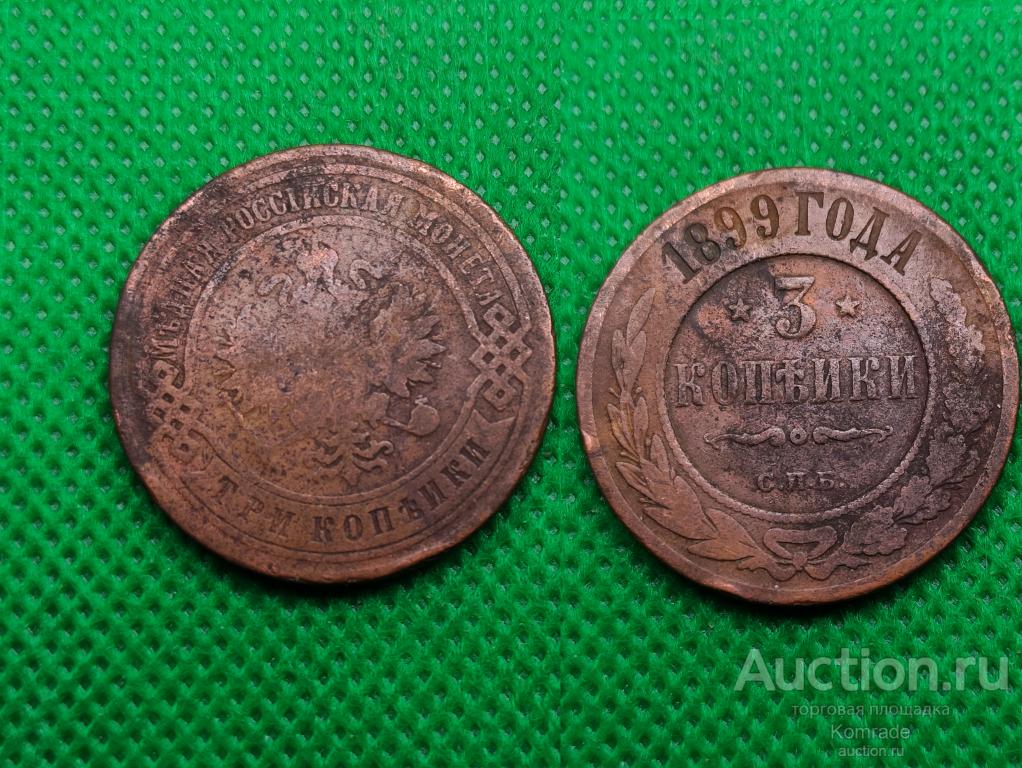 МѢДНАЯ РОССІЙСКАЯ МОНЕТА
ТРИ КОПѢЙКИ
1899 ГОДА
3
КОПѢЙКИ
С.П.Б.
Auction.ru
торговая площадка
Komrade
auction.ru